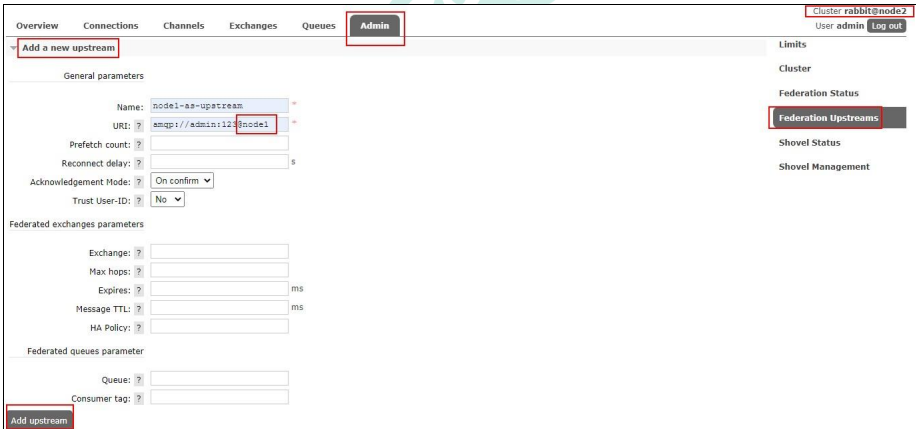 Cluster rabbit@node2
Overview Connections Channels Exchanges Queues Admin
User admin Log out
Add a new upstream
Limits
General parameters
Cluster
Federation Status
Name: node1-as-upstream *
URI: ? amqp://admin:123@node1 *
Federation Upstreams
Prefetch count: ?
Shovel Status
Reconnect delay: ? s
Shovel Management
Acknowledgement Mode: ? On confirm
Trust User-ID: ? No
Federated exchanges parameters
Exchange: ?
Max hops: ?
Expires: ? ms
Message TTL: ? ms
HA Policy: ?
Federated queues parameter
Queue: ?
Consumer tag: ?
Add upstream